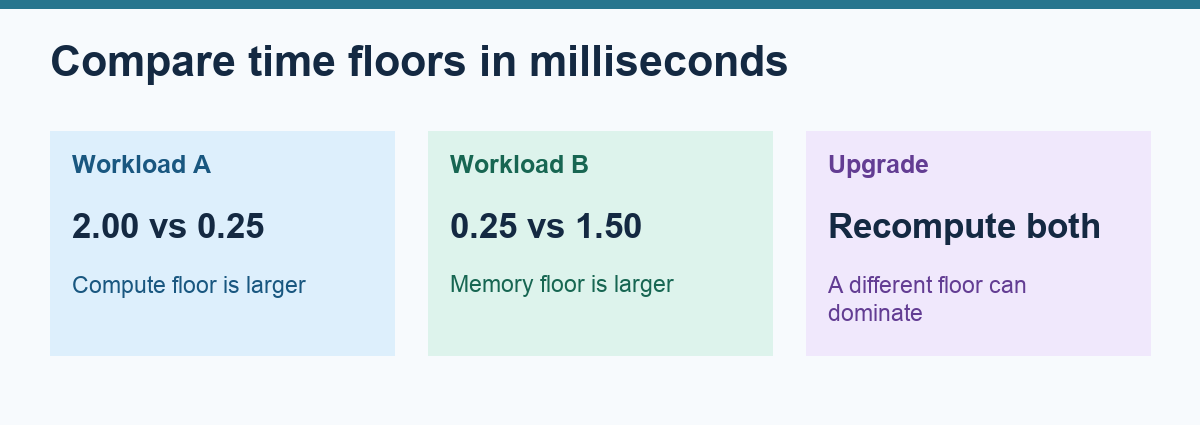 Compare time floors in milliseconds
Workload A
2.00 vs 0.25
Compute floor is larger
Workload B
0.25 vs 1.50
Memory floor is larger
Upgrade
Recompute both
A different floor can
dominate